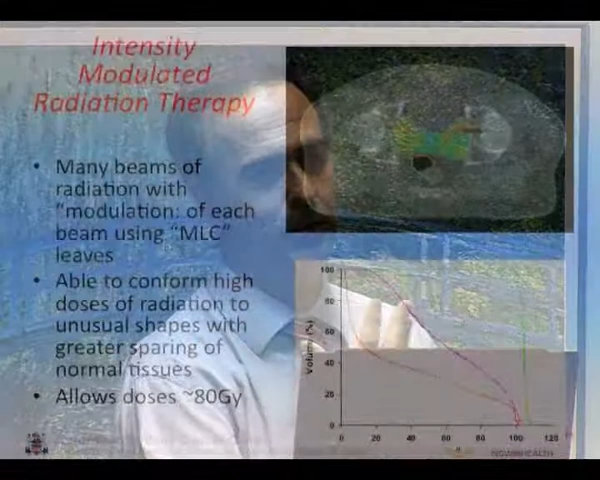 Intensity
Modulated
Radiation Therapy
• Many beams of
radiation with
"modulation: of each
beam using "MLC"
leaves
• Able to conform high
doses of radiation to
unusual shapes with
greater sparing of
normal tissues
• Allows doses ~80Gy
Volume (%)
100
80
60
40
20
0
0 20 40 60 80 100 120